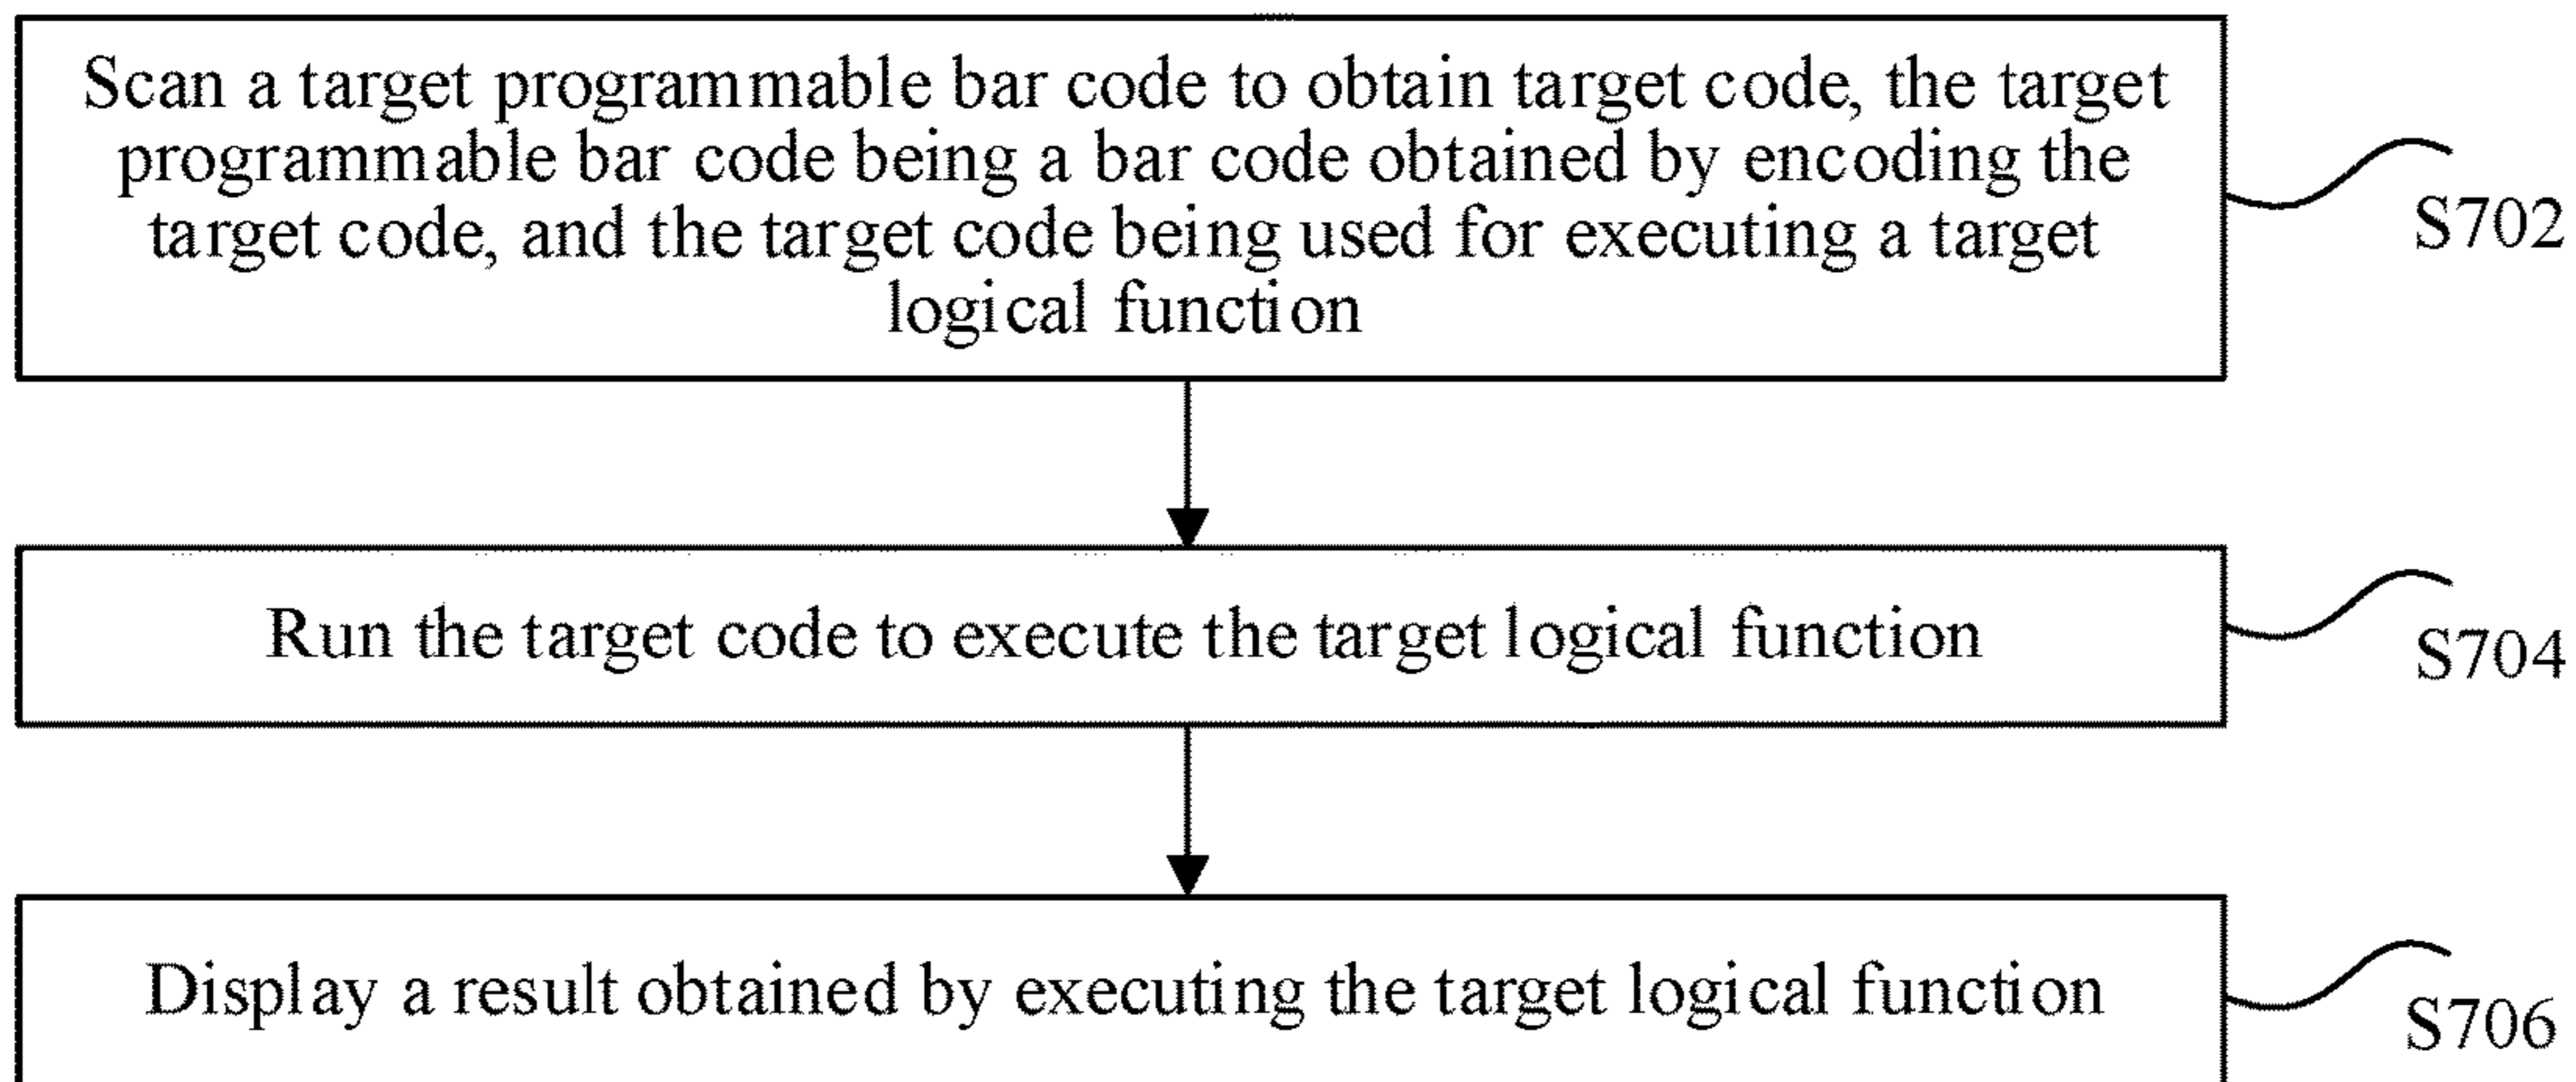 Scan a target programmable bar code to obtain target code, the target
programmable bar code being a bar code obtained by encoding the
target code, and the target code being used for executing a target
logical function
S702
Run the target code to execute the target logical function
S704
Display a result obtained by executing the target logical function
S706